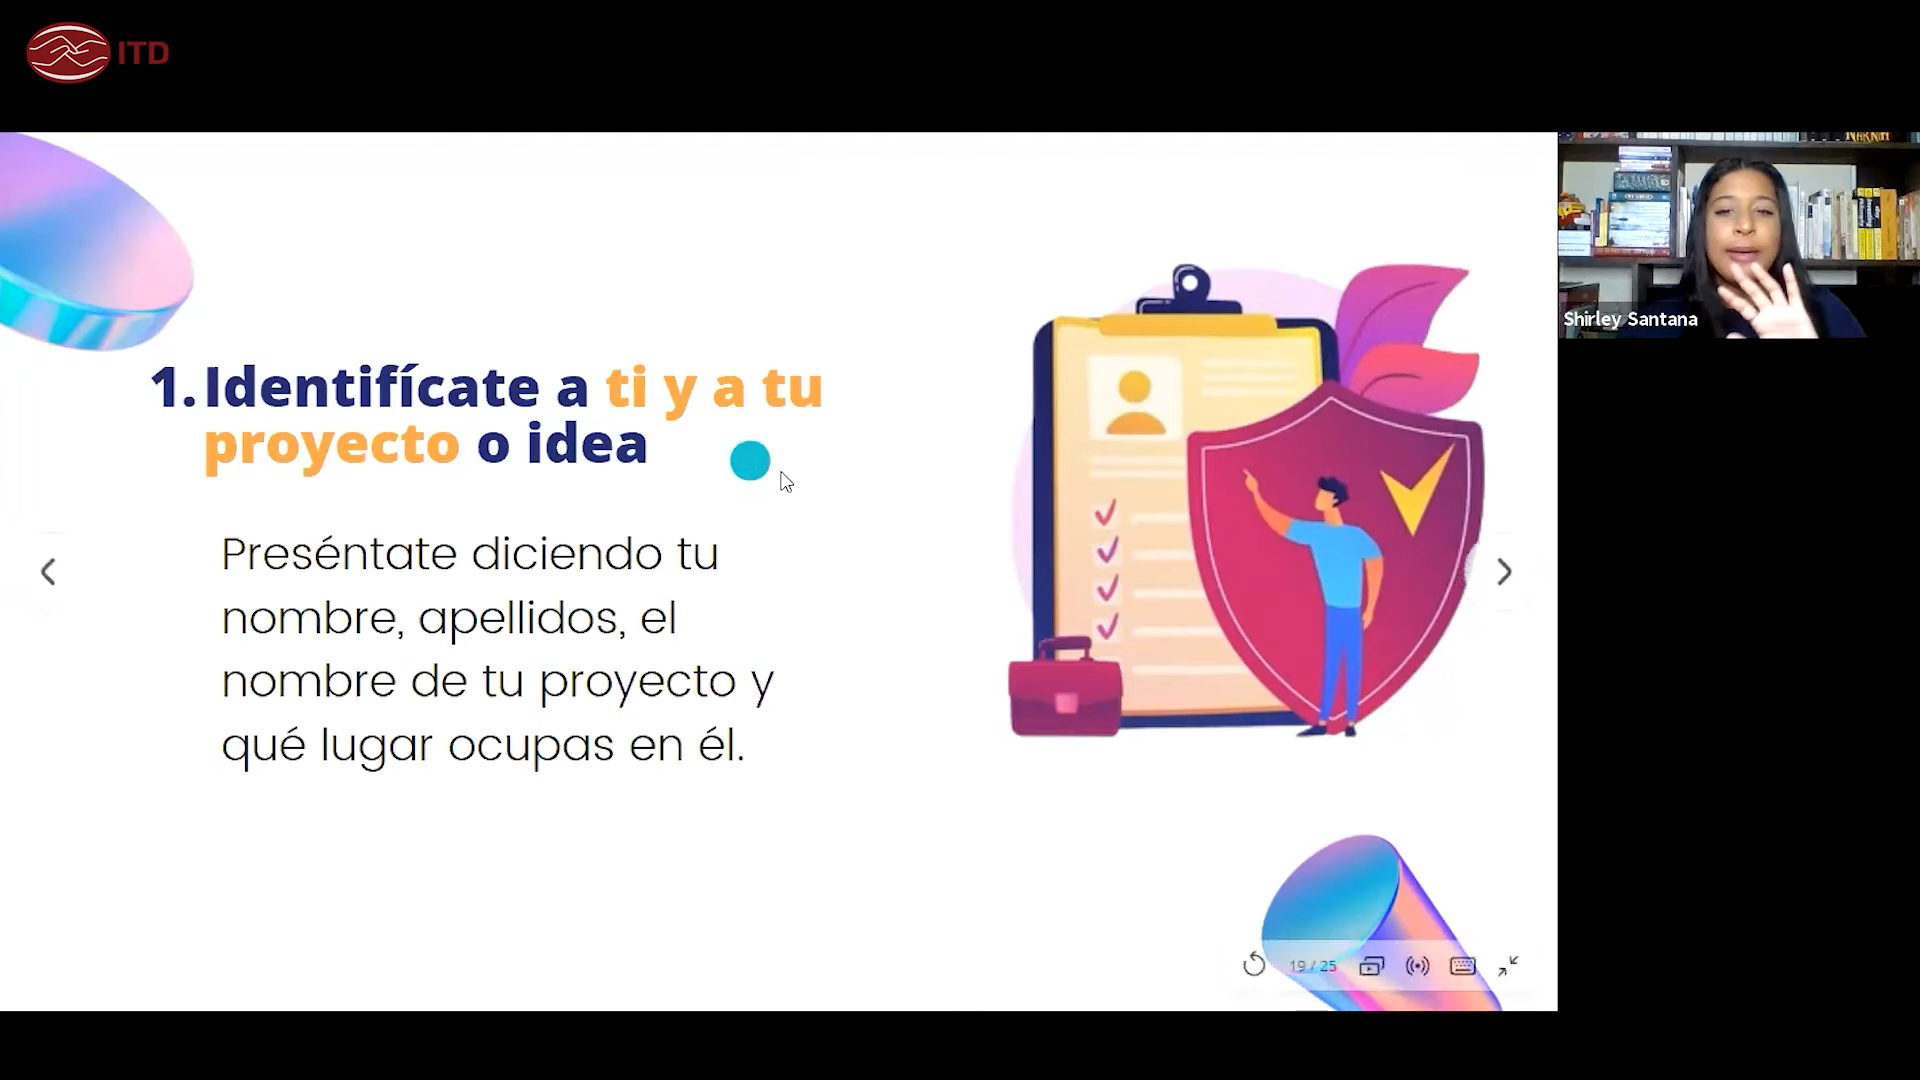 ITD
NARNIA
Shirley Santana
1. Identifícate a ti y a tu
proyecto o idea
Preséntate diciendo tu
nombre, apellidos, el
nombre de tu proyecto y
qué lugar ocupas en él.
19 / 25